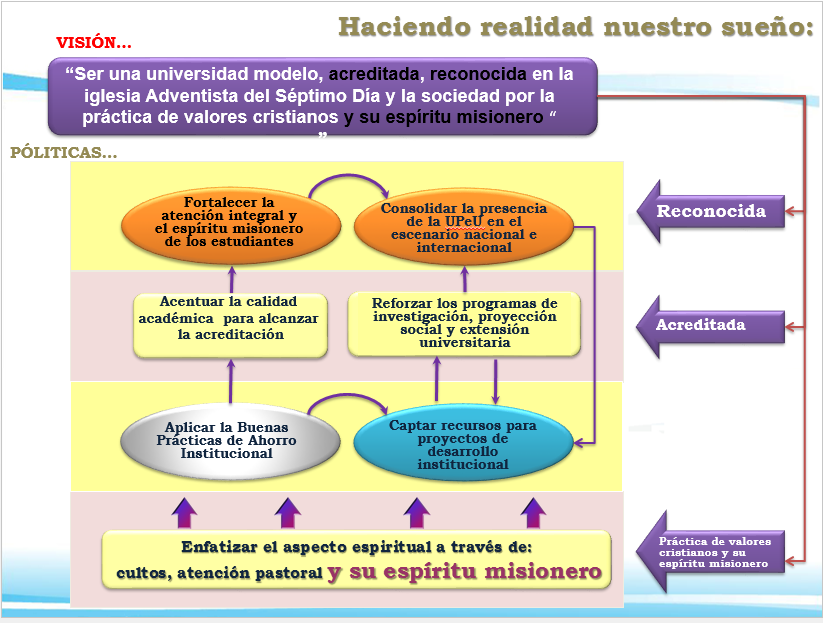 Haciendo realidad nuestro sueño:
VISIÓN...
“Ser una universidad modelo, acreditada, reconocida en la
iglesia Adventista del Séptimo Día y la sociedad por la
práctica de valores cristianos y su espíritu misionero “
”
PÓLITICAS...
Fortalecer la
atención integral y
el espíritu misionero
de los estudiantes
Consolidar la presencia
de la UPeU en el
escenario nacional e
internacional
Reconocida
Acentuar la calidad
académica para alcanzar
la acreditación
Reforzar los programas de
investigación, proyección
social y extensión
universitaria
Acreditada
Aplicar la Buenas
Prácticas de Ahorro
Institucional
Captar recursos para
proyectos de
desarrollo
institucional
Enfatizar el aspecto espiritual a través de:
cultos, atención pastoral y su espíritu misionero
Práctica de valores
cristianos y su
espíritu misionero